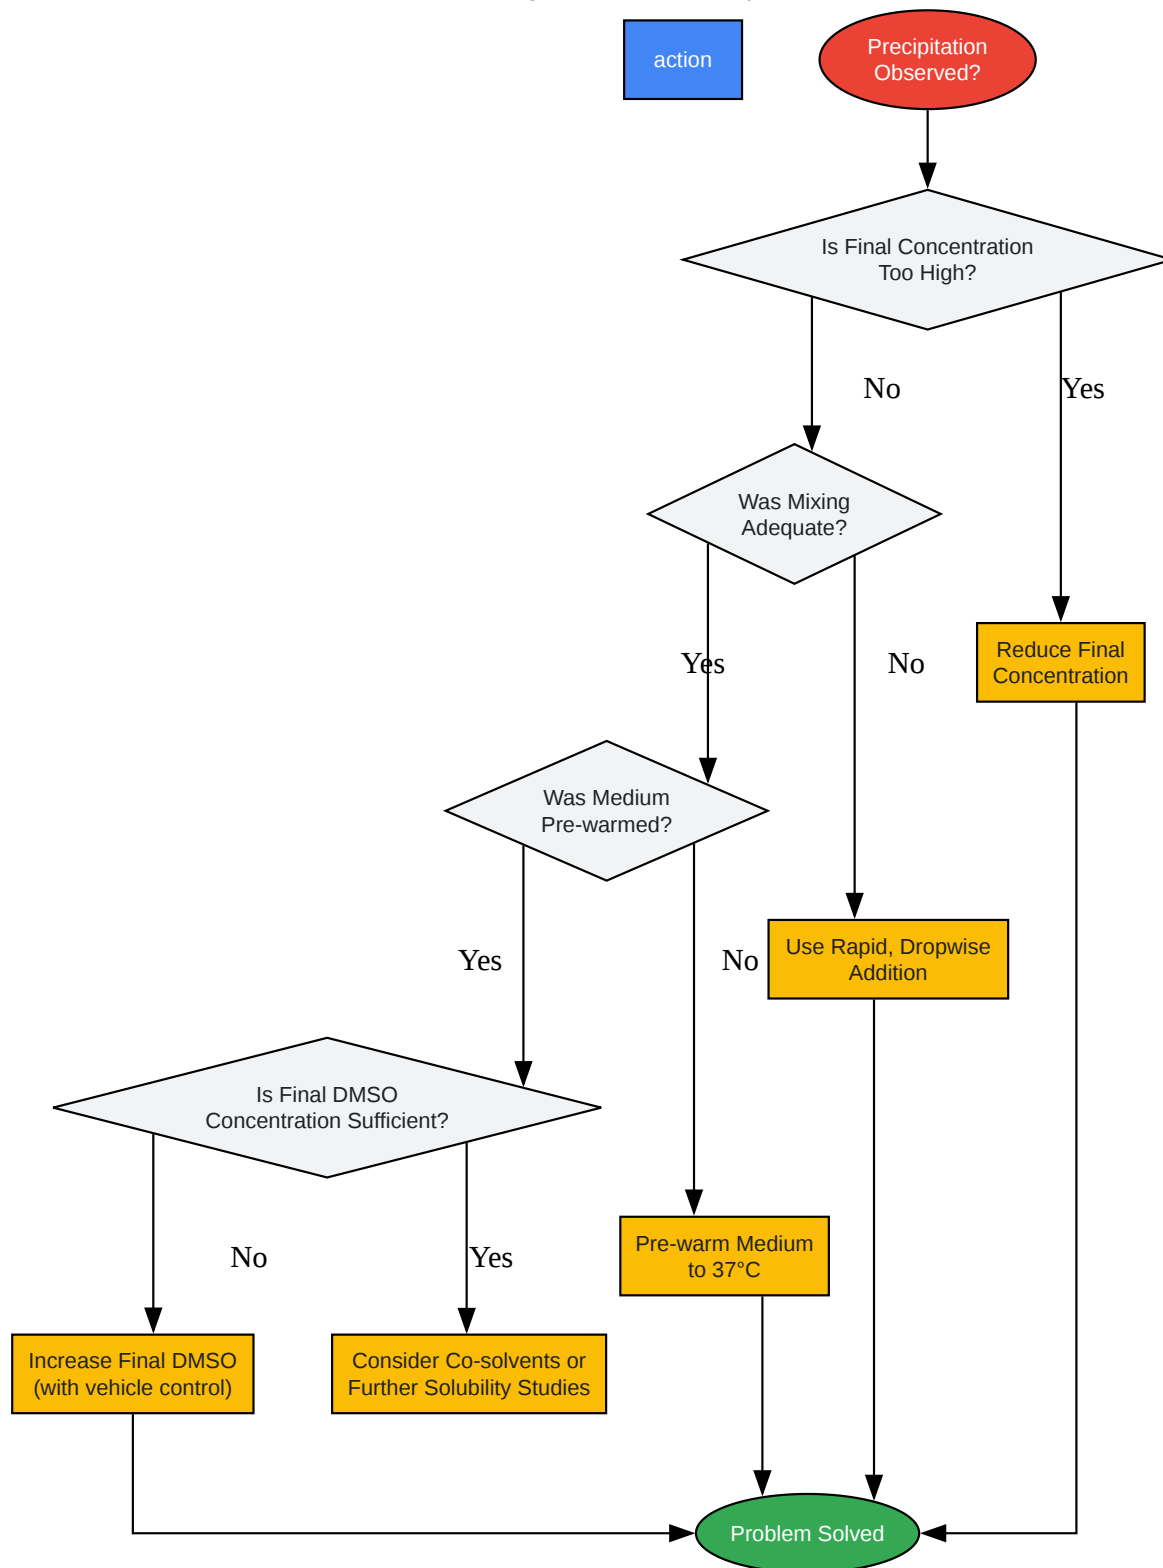 action
Precipitation
Observed?
Is Final Concentration
Too High?
No
Yes
Was Mixing
Adequate?
Yes
No
Reduce Final
Concentration
Was Medium
Pre-warmed?
Yes
No
Use Rapid, Dropwise
Addition
Is Final DMSO
Concentration Sufficient?
No
Yes
Pre-warm Medium
to 37°C
Increase Final DMSO
(with vehicle control)
Consider Co-solvents or
Further Solubility Studies
Problem Solved